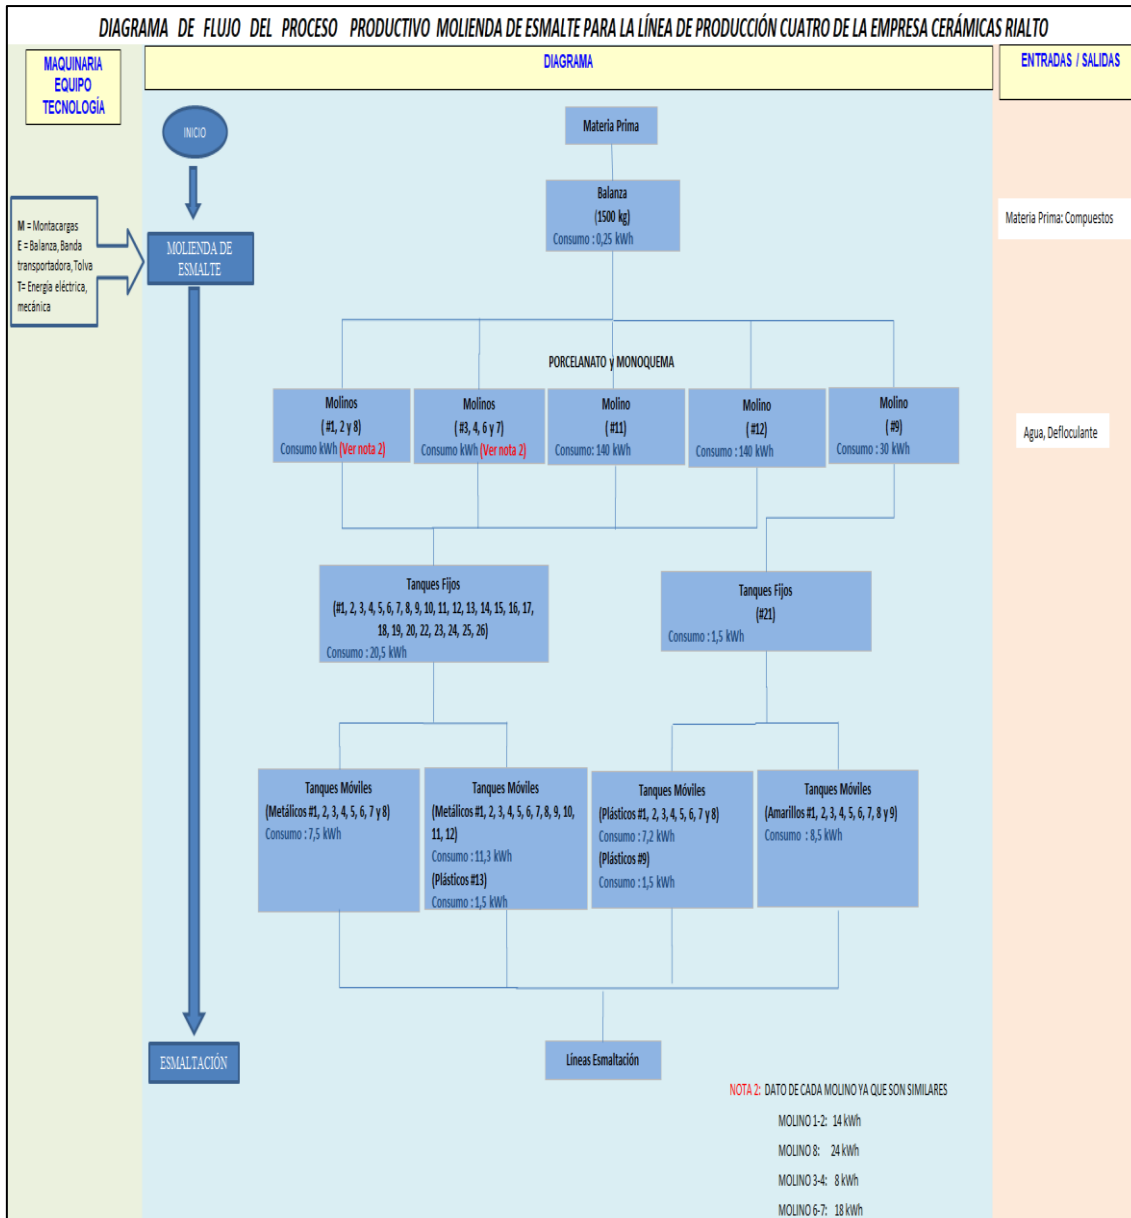 DIAGRAMA DE FLUJO DEL PROCESO PRODUCTIVO MOLIENDA DE ESMALTE PARA LA LÍNEA DE PRODUCCIÓN CUATRO DE LA EMPRESA CERÁMICAS RIALTO
MAQUINARIA
EQUIPO
TECNOLOGÍA
DIAGRAMA
ENTRADAS / SALIDAS
INICIO
Materia Prima
Balanza
(1500 kg)
Consumo : 0,25 kWh
M = Montacargas
E = Balanza, Banda
transportadora, Tolva
T= Energía eléctrica,
mecánica
MOLIENDA DE
ESMALTE
Materia Prima: Compuestos
PORCELANATO y MONOQUEMA
Molinos
( #1, 2 y 8)
Consumo kWh (Ver nota 2)
Molinos
( #3, 4, 6 y 7)
Consumo kWh (Ver nota 2)
Molino
( #11)
Consumo: 140 kWh
Molino
( #12)
Consumo : 140 kWh
Molino
( #9)
Consumo : 30 kWh
Agua, Defloculante
Tanques Fijos
(#1, 2, 3, 4, 5, 6, 7, 8, 9, 10, 11, 12, 13, 14, 15, 16, 17,
18, 19, 20, 22, 23, 24, 25, 26)
Consumo : 20,5 kWh
Tanques Fijos
(#21)
Consumo : 1,5 kWh
Tanques Móviles
(Metálicos #1, 2, 3, 4, 5, 6, 7 y 8)
Consumo : 7,5 kWh
Tanques Móviles
(Metálicos #1, 2, 3, 4, 5, 6, 7, 8, 9, 10,
11, 12)
Consumo : 11,3 kWh
(Plásticos #13)
Consumo : 1,5 kWh
Tanques Móviles
(Plásticos #1, 2, 3, 4, 5, 6, 7 y 8)
Consumo : 7,2 kWh
(Plásticos #9)
Consumo : 1,5 kWh
Tanques Móviles
(Amarillos #1, 2, 3, 4, 5, 6, 7, 8 y 9)
Consumo : 8,5 kWh
ESMALTACIÓN
Líneas Esmaltación
NOTA 2: DATO DE CADA MOLINO YA QUE SON SIMILARES
MOLINO 1-2: 14 kWh
MOLINO 8: 24 kWh
MOLINO 3-4: 8 kWh
MOLINO 6-7: 18 kWh